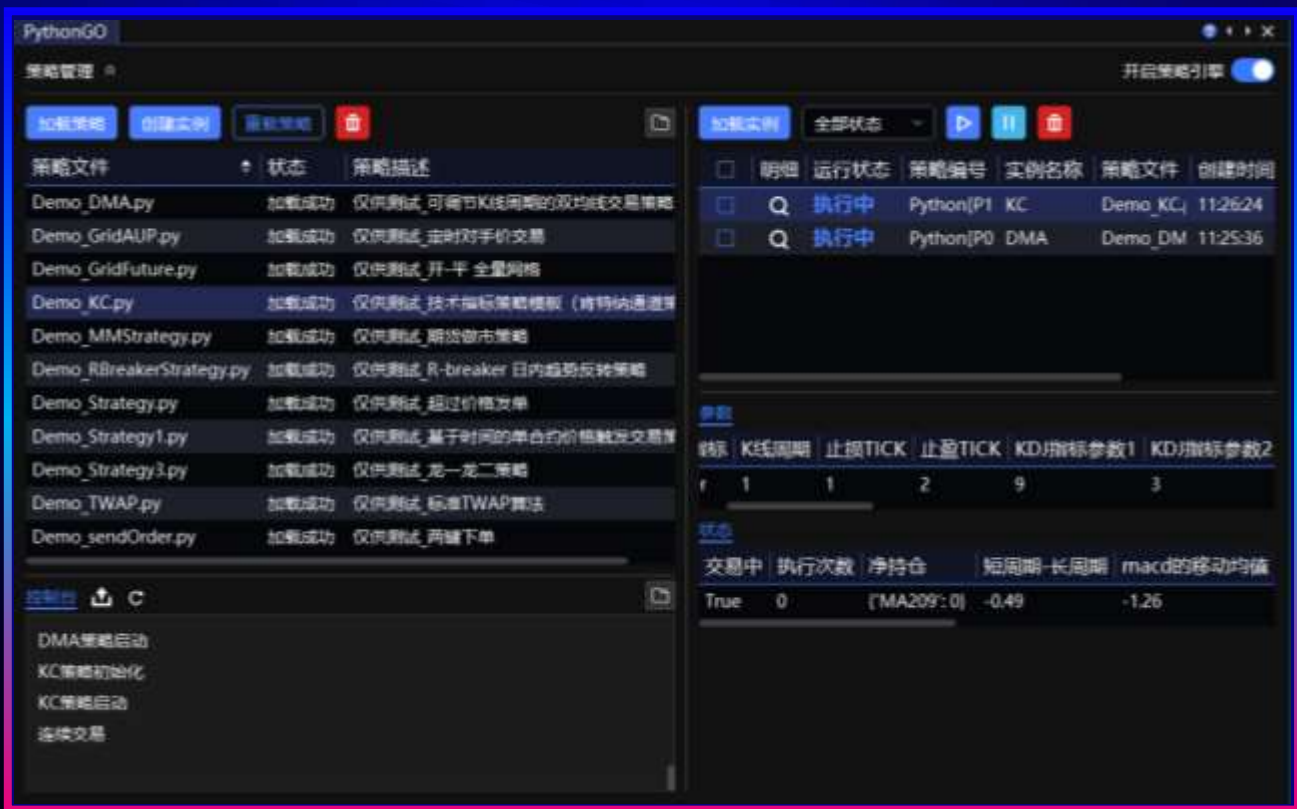 PythonGO
策略管理
开启策略引擎
加载策略 创建实例 重载策略
策略文件 状态 策略描述
Demo_DMA.py 加载成功 仅供测试_可调节K线周期的双均线交易策略
Demo_GridAUP.py 加载成功 仅供测试_定时对手价交易
Demo_GridFuture.py 加载成功 仅供测试_开-平 全量网格
Demo_KC.py 加载成功 仅供测试_技术指标策略模板（肯特纳通道策
Demo_MMStrategy.py 加载成功 仅供测试_期货做市策略
Demo_RBreakerStrategy.py 加载成功 仅供测试_R-breaker 日内趋势反转策略
Demo_Strategy.py 加载成功 仅供测试_超过价格发单
Demo_Strategy1.py 加载成功 仅供测试_基于时间的单合约价格触发交易策
Demo_Strategy3.py 加载成功 仅供测试_龙一龙二策略
Demo_TWAP.py 加载成功 仅供测试_标准TWAP算法
Demo_sendOrder.py 加载成功 仅供测试_两键下单
控制台
DMA策略启动
KC策略初始化
KC策略启动
连续交易
加载实例 全部状态
明细 运行状态 策略编号 实例名称 策略文件 创建时间
执行中 Python[P1 KC Demo_KC. 11:26:24
执行中 Python[P0 DMA Demo_DM 11:25:36
参数
标 K线周期 止损TICK 止盈TICK KDJ指标参数1 KDJ指标参数2
r 1 1 2 9 3
状态
交易中 执行次数 净持仓 短周期-长周期 macd的移动均值
True 0 {'MA209': 0} -0.49 -1.26